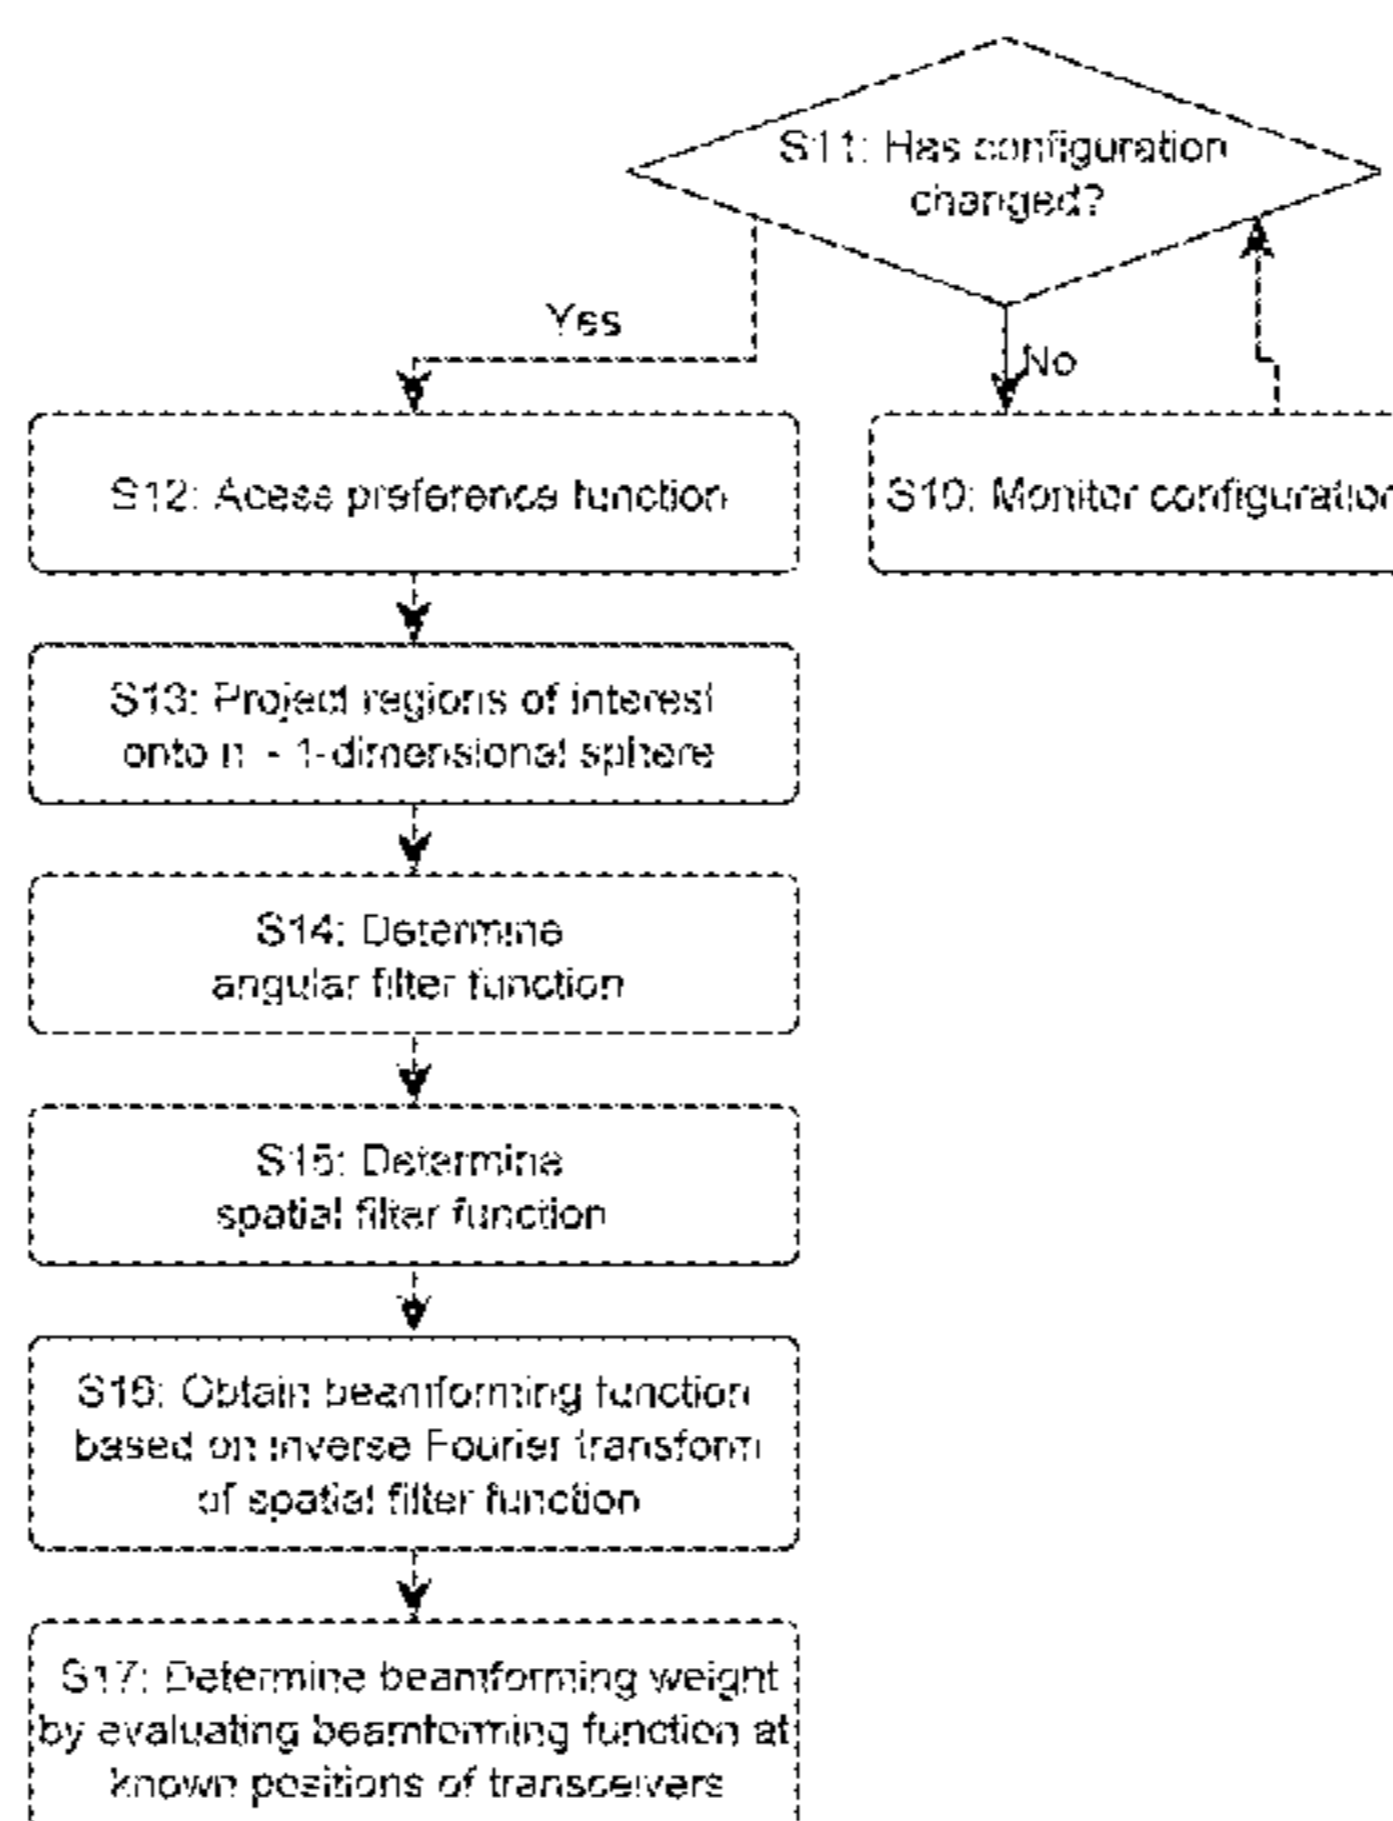 S11: Has configuration
changed?
Yes
No
S12: Acess preference function
S10: Monitor configuration
S13: Project regions of interest
onto n - 1-dimensional sphere
S14: Determine
angular filter function
S15: Determine
spatial filter function
S16: Obtain beamforming function
based on inverse Fourier transform
of spatial filter function
S17: Determine beamforming weight
by evaluating beamforming function at
known positions of transceivers